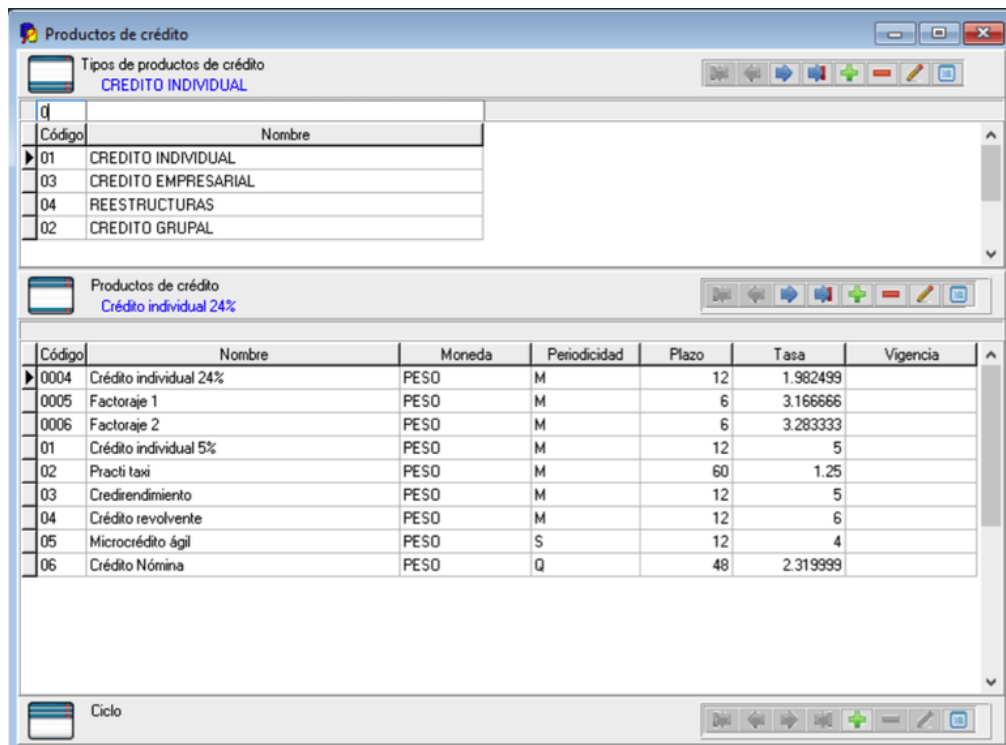 Productos de crédito
Tipos de productos de crédito
CREDITO INDIVIDUAL
0
Código Nombre
01 CREDITO INDIVIDUAL
03 CREDITO EMPRESARIAL
04 REESTRUCTURAS
02 CREDITO GRUPAL
Productos de crédito
Crédito individual 24%
Código Nombre Moneda Periodicidad Plazo Tasa Vigencia
0004 Crédito individual 24% PESO M 12 1.982499
0005 Factoraje 1 PESO M 6 3.166666
0006 Factoraje 2 PESO M 6 3.283333
01 Crédito individual 5% PESO M 12 5
02 Practi taxi PESO M 60 1.25
03 Credirendimiento PESO M 12 5
04 Crédito revolvente PESO M 12 6
05 Microcrédito ágil PESO S 12 4
06 Crédito Nómina PESO Q 48 2.319999
Ciclo